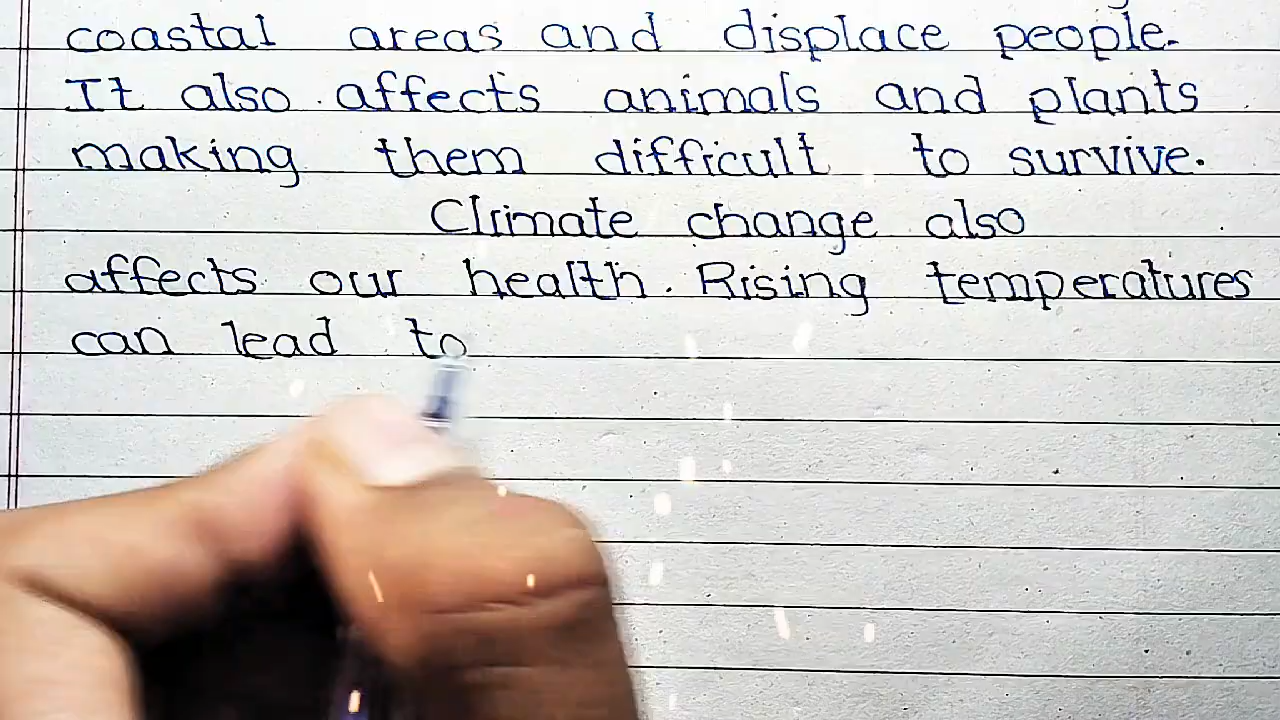 coastal areas and displace people.
It also affects animals and plants
making them difficult to survive.
Climate change also
affects our health. Rising temperatures
can lead to